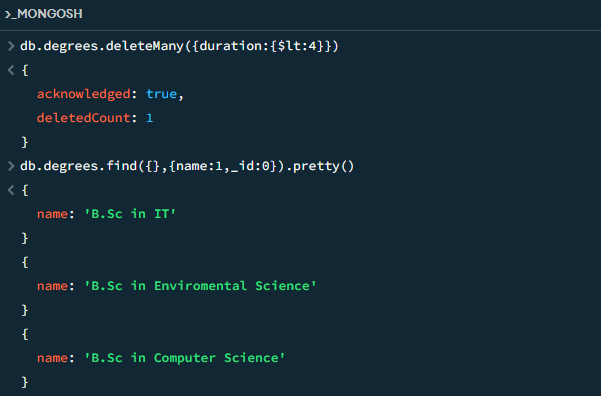 >_MONGOSH
> db.degrees.deleteMany({duration:{$lt:4}})
< {
acknowledged: true,
deletedCount: 1
}
> db.degrees.find({},{name:1,_id:0}).pretty()
< {
name: 'B.Sc in IT'
}
{
name: 'B.Sc in Enviromental Science'
}
{
name: 'B.Sc in Computer Science'
}